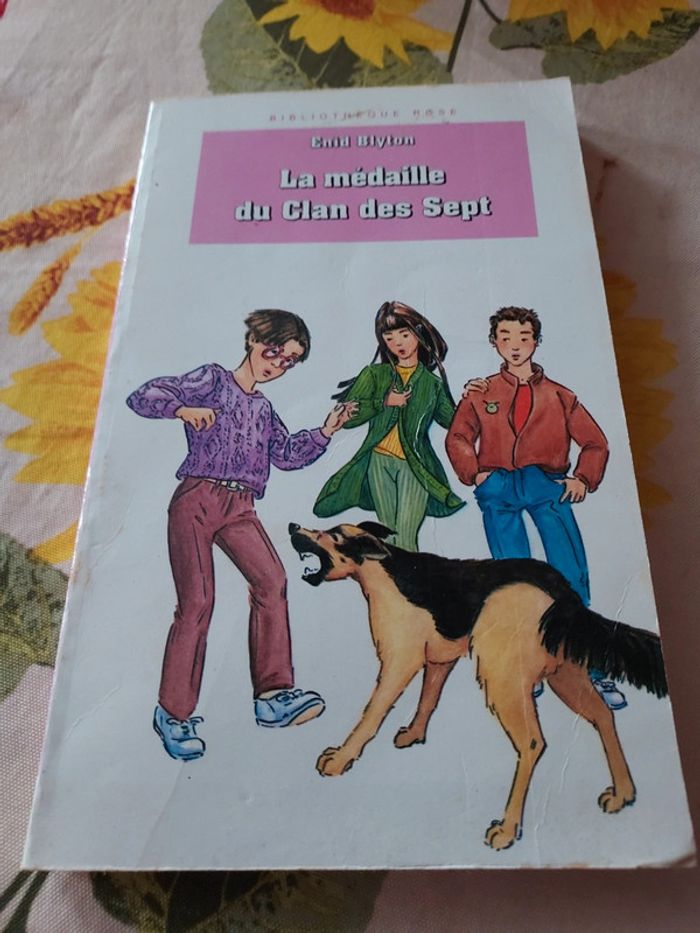 BIBLIOTHÈQUE ROSE
Enid Blyton
La médaille
du Clan des Sept